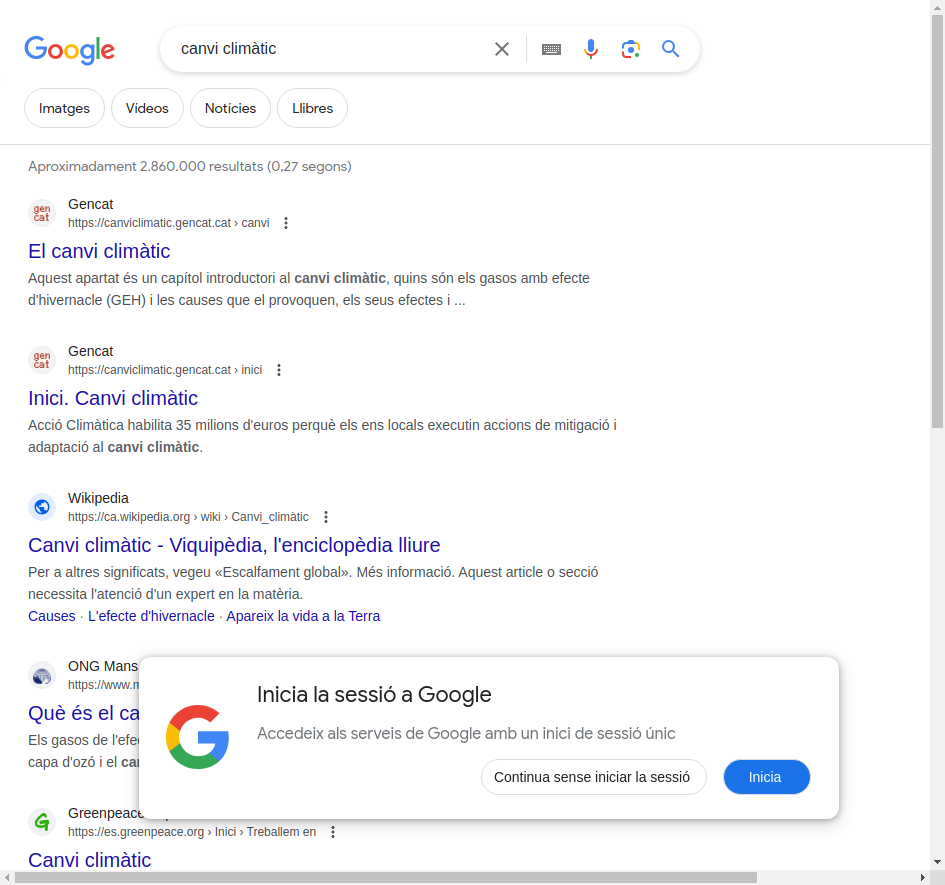 Google
canvi climàtic
Imatges
Vídeos
Notícies
Llibres
Aproximadament 2.860.000 resultats (0,27 segons)
gen
cat
Gencat
https://canviclimatic.gencat.cat › canvi
El canvi climàtic
Aquest apartat és un capítol introductori al canvi climàtic, quins són els gasos amb efecte
d'hivernacle (GEH) i les causes que el provoquen, els seus efectes i ...
gen
cat
Gencat
https://canviclimatic.gencat.cat › inici
Inici. Canvi climàtic
Acció Climàtica habilita 35 milions d'euros perquè els ens locals executin accions de mitigació i
adaptació al canvi climàtic.
Wikipedia
https://ca.wikipedia.org › wiki › Canvi_climàtic
Canvi climàtic - Viquipèdia, l'enciclopèdia lliure
Per a altres significats, vegeu «Escalfament global». Més informació. Aquest article o secció
necessita l'atenció d'un expert en la matèria.
Causes · L'efecte d'hivernacle · Apareix la vida a la Terra
ONG Mans
https://www.m
Què és el ca
Els gasos de l'efe
capa d'ozó i el ca
Inicia la sessió a Google
Accedeix als serveis de Google amb un inici de sessió únic
Continua sense iniciar la sessió
Inicia
Greenpeace
https://es.greenpeace.org › Inici › Treballem en
Canvi climàtic